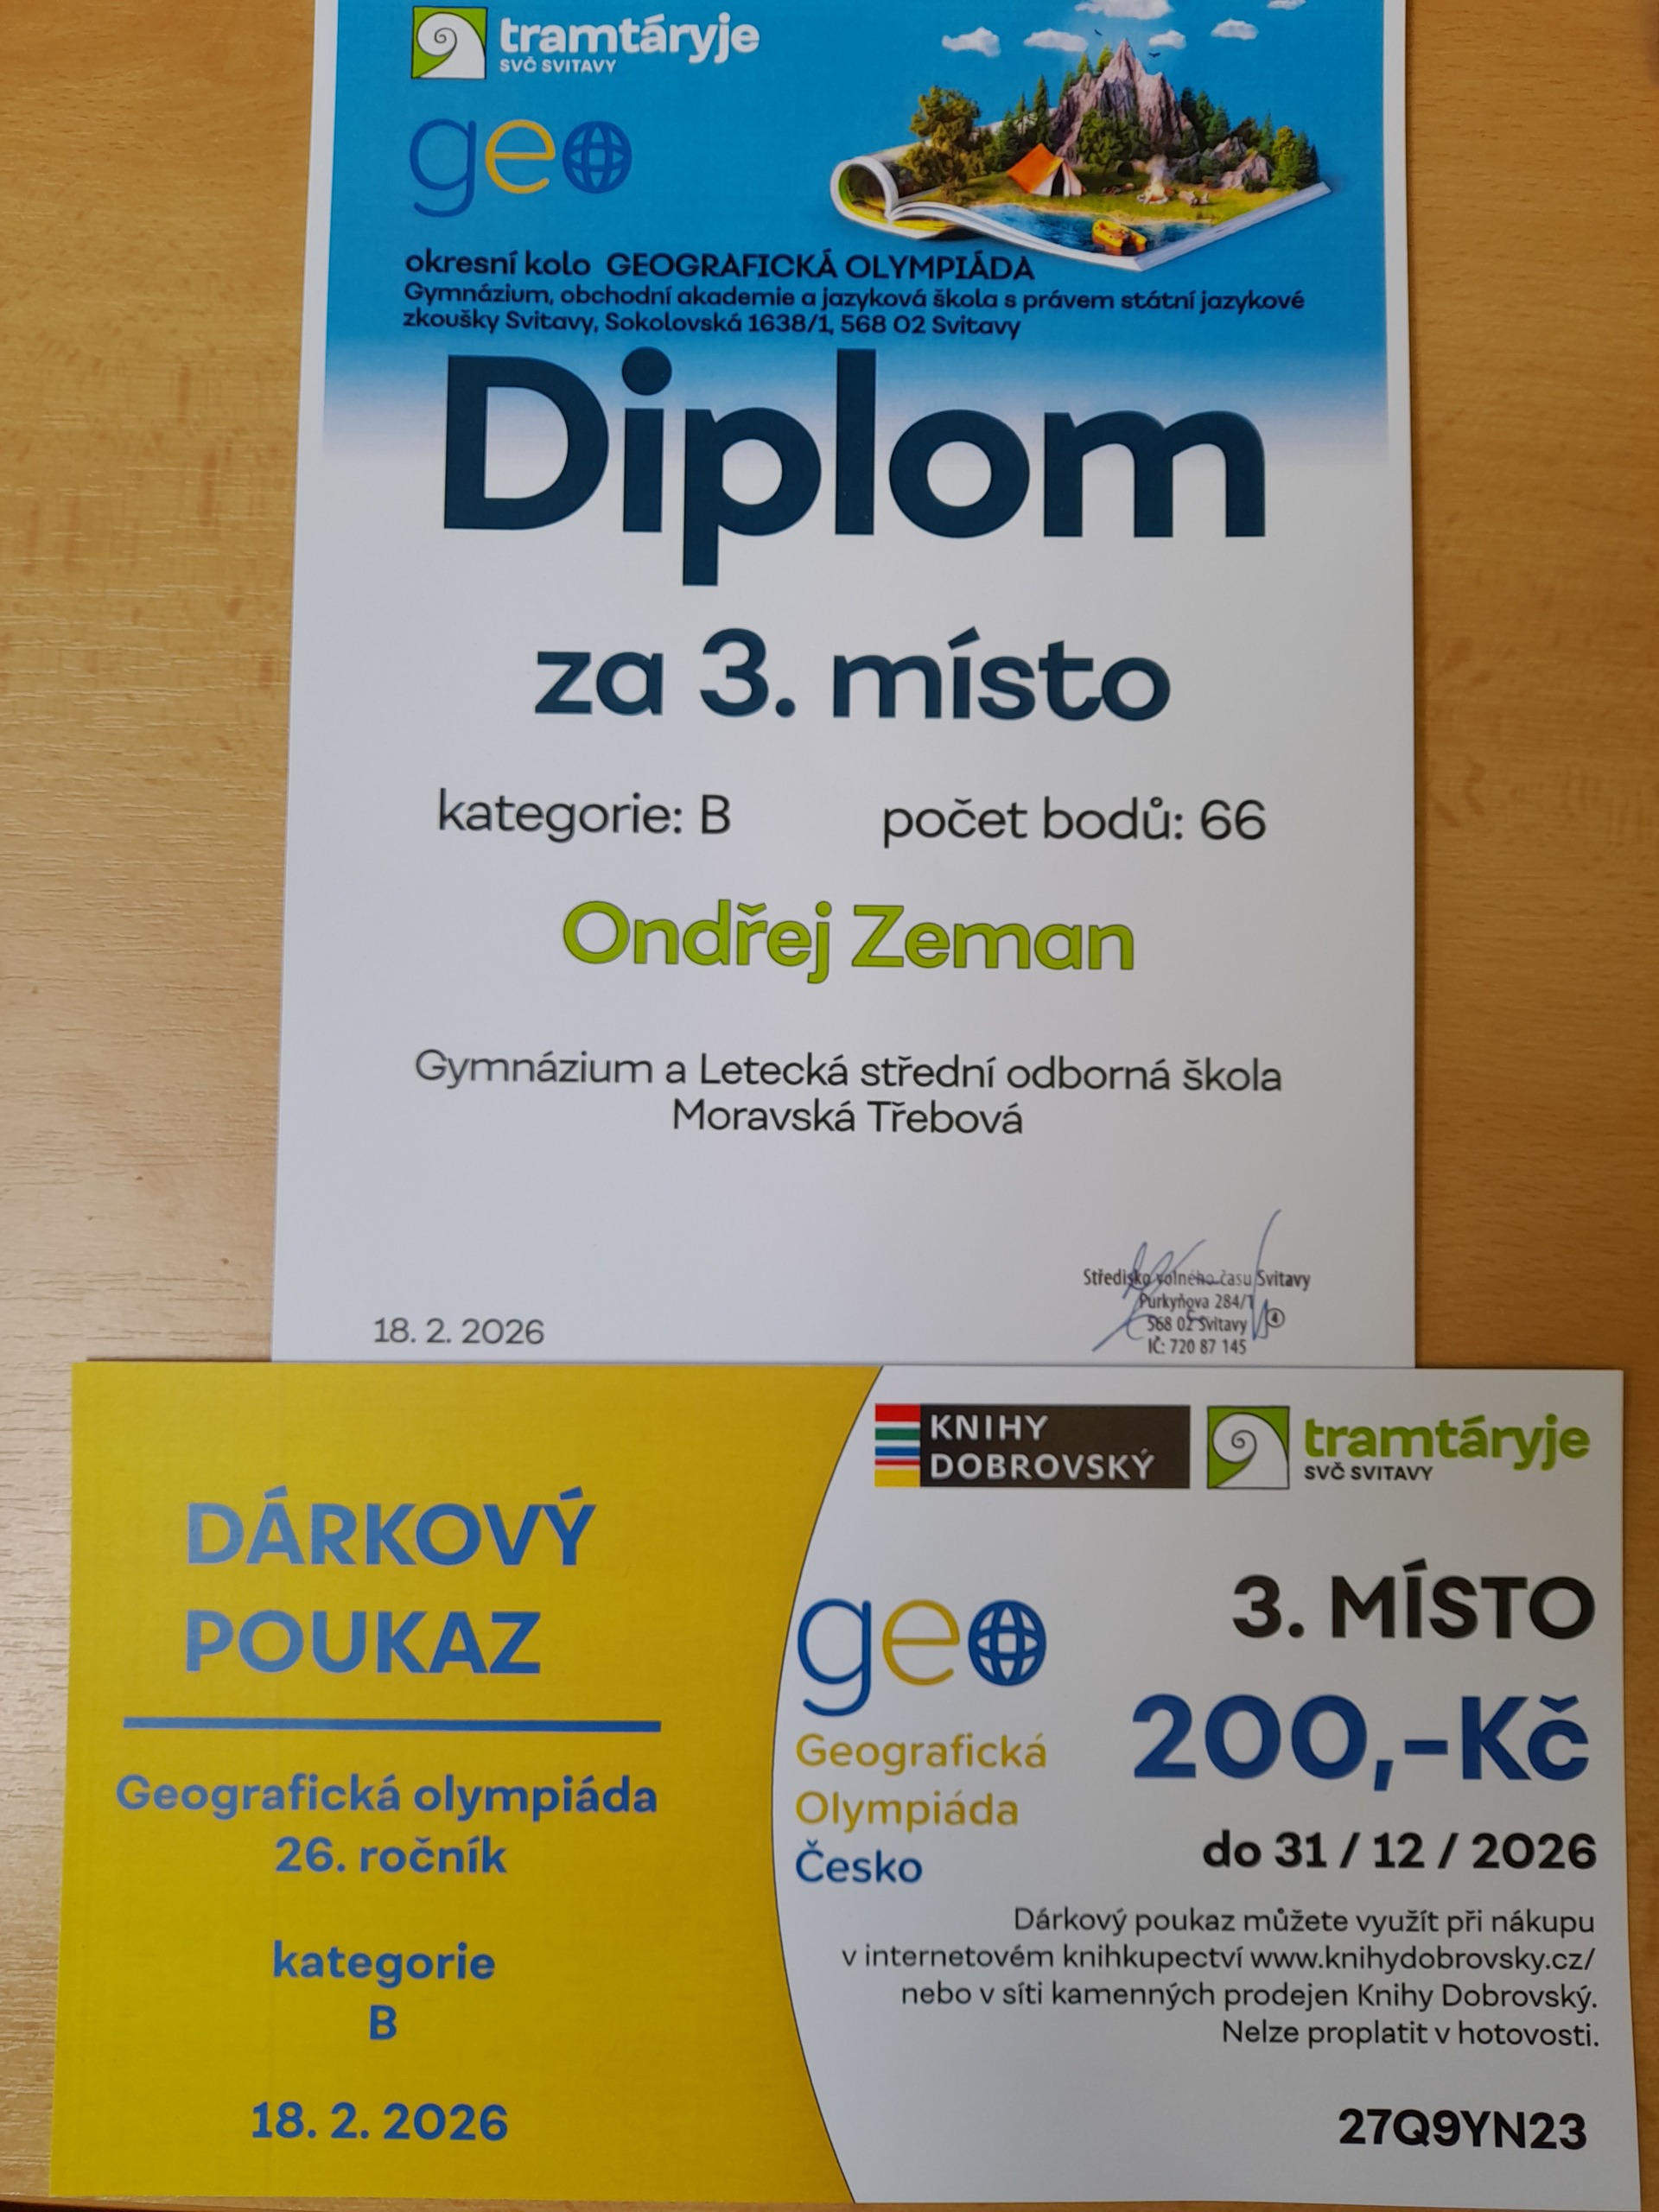 tramtáryje
SVČ SVITAVY
geo
okresní kolo GEOGRAFICKÁ OLYMPIÁDA
Gymnázium, obchodní akademie a jazyková škola s právem státní jazykové
zkoušky Svitavy, Sokolovská 1638/1, 568 02 Svitavy
Diplom
za 3. místo
kategorie: B počet bodů: 66
Ondřej Zeman
Gymnázium a Letecká střední odborná škola
Moravská Třebová
Středisko volného času Svitavy
Purkyňova 284/1
568 02 Svitavy
4
IČ: 720 87 145
18. 2. 2026
DÁRKOVÝ
POUKAZ
Geografická olympiáda
26. ročník
kategorie
B
18. 2. 2026
KNIHY
DOBROVSKÝ
tramtáryje
SVČ SVITAVY
geo
Geografická
Olympiáda
Česko
3. MÍSTO
200,-Kč
do 31 / 12 / 2026
Dárkový poukaz můžete využít při nákupu
v internetovém knihkupectví www.knihydobrovsky.cz/
nebo v síti kamenných prodejen Knihy Dobrovský.
Nelze proplatit v hotovosti.
27Q9YN23